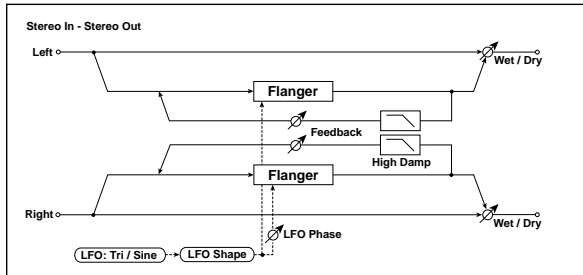 Stereo In - Stereo Out
Left
Wet / Dry
Flanger
Feedback
High Damp
Flanger
Right
Wet / Dry
LFO Phase
LFO: Tri / Sine
LFO Shape